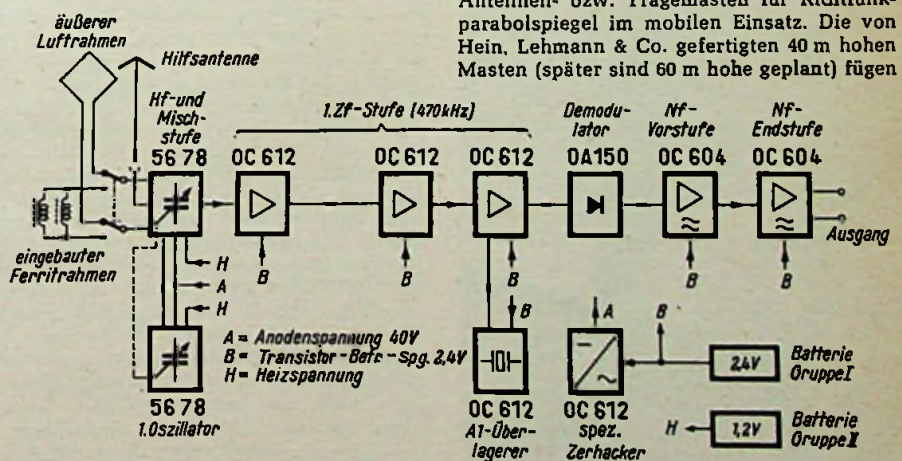 Antennen- bzw. Tragemasten für Richtfunk-
parabolspiegel im mobilen Einsatz. Die von
Hein, Lehmann & Co. gefertigten 40 m hohen
Masten (später sind 60 m hohe geplant) fügen
äußerer
Luftrahmen
Hilfsantenne
Hf-und
Misch-
stufe
5678
1.Zf-Stufe (470kHz)
OC 612
OC 612
OC 612
Demodu-
lator
OA150
Nf-
Vorstufe
OC 604
Nf-
Endstufe
OC 604
Ausgang
eingebauter
Ferritrahmen
H
A
H
B
B
B
B
B
5678
1.Oszillator
A = Anodenspannung 40V
B = Transistor-Betr-spg. 2,4V
H = Heizspannung
B
OC 612
A1-Über-
lagerer
A
OC 612
spez.
Zerhacker
B
2,4V
Batterie
Gruppe I
H
1,2V
Batterie
Gruppe II